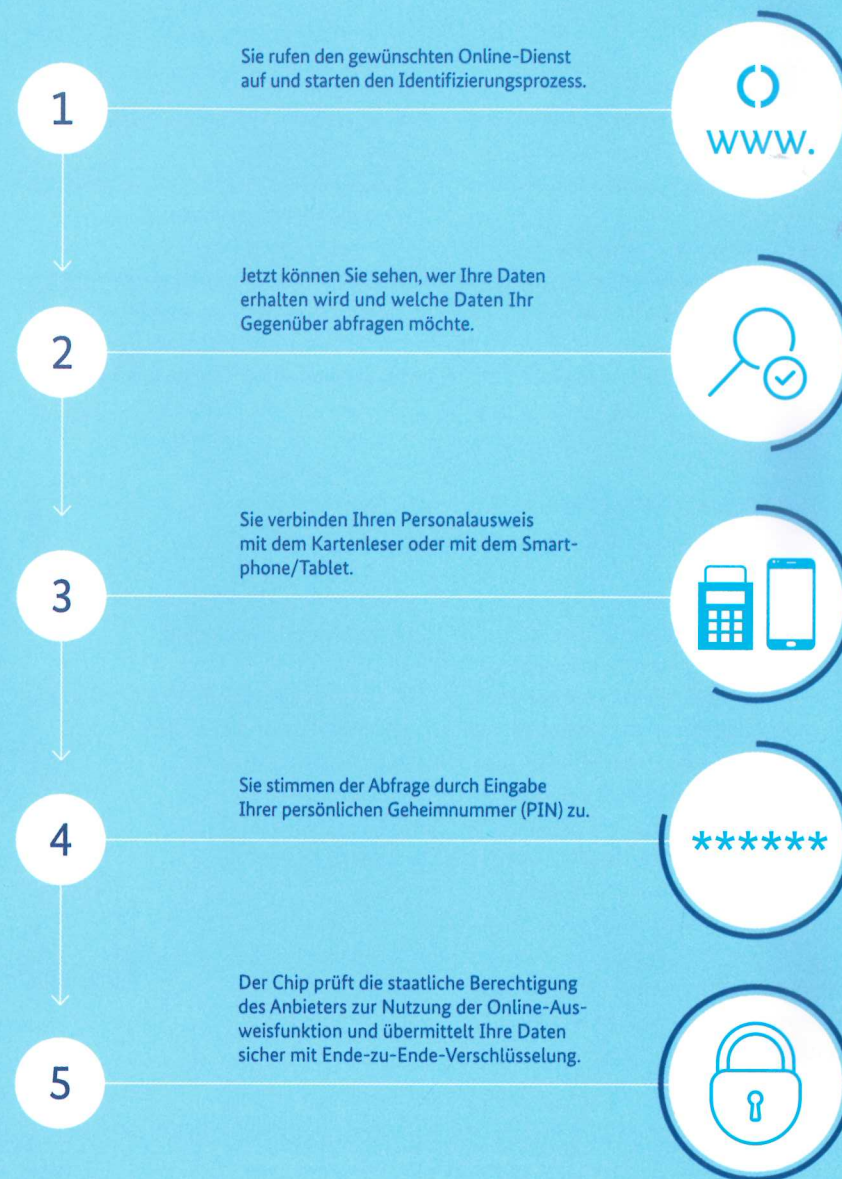 1
Sie rufen den gewünschten Online-Dienst
auf und starten den Identifizierungsprozess.
www.
2
Jetzt können Sie sehen, wer Ihre Daten
erhalten wird und welche Daten Ihr
Gegenüber abfragen möchte.
3
Sie verbinden Ihren Personalausweis
mit dem Kartenleser oder mit dem Smart-
phone/Tablet.
4
Sie stimmen der Abfrage durch Eingabe
Ihrer persönlichen Geheimnummer (PIN) zu.
******
5
Der Chip prüft die staatliche Berechtigung
des Anbieters zur Nutzung der Online-Aus-
weisfunktion und übermittelt Ihre Daten
sicher mit Ende-zu-Ende-Verschlüsselung.